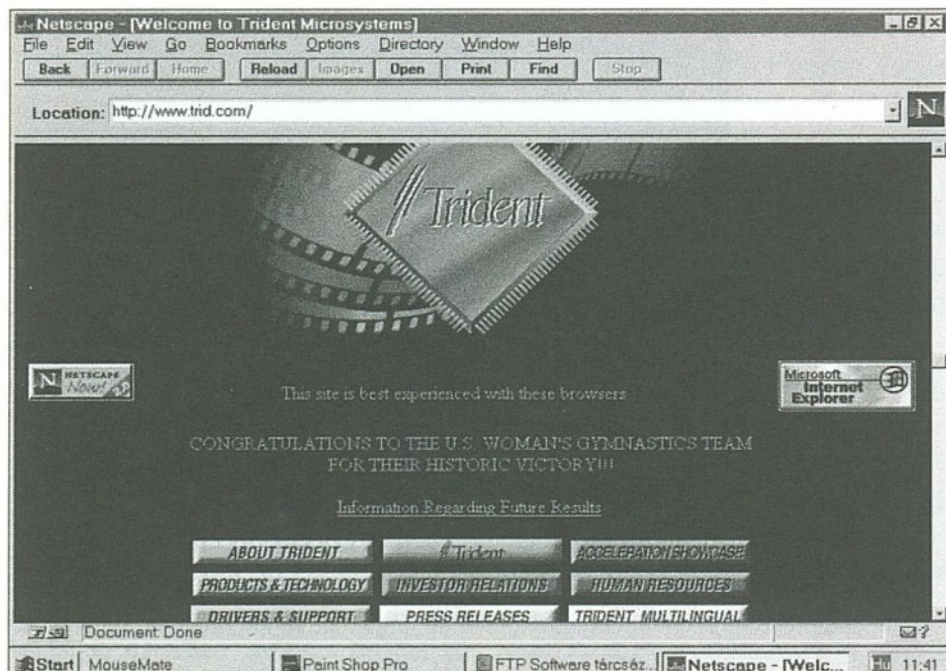 Netscape - [Welcome to Trident Microsystems]
File Edit View Go Bookmarks Options Directory Window Help
Back Forward Home Reload Images Open Print Find Stop
Location: http://www.trid.com/
N
Trident
N NETSCAPE Now!
Microsoft Internet Explorer
This site is best experienced with these browsers
CONGRATULATIONS TO THE U.S. WOMAN'S GYMNASTICS TEAM
FOR THEIR HISTORIC VICTORY!!!
Information Regarding Future Results
ABOUT TRIDENT Trident ACCELERATION SHOWCASE
PRODUCTS & TECHNOLOGY INVESTOR RELATIONS HUMAN RESOURCES
DRIVERS & SUPPORT PRESS RELEASES TRIDENT MULTILINGUAL
Document: Done
Start MouseMate Paint Shop Pro FTP Software tárcsáz... Netscape - [Welc... Hu 11:41